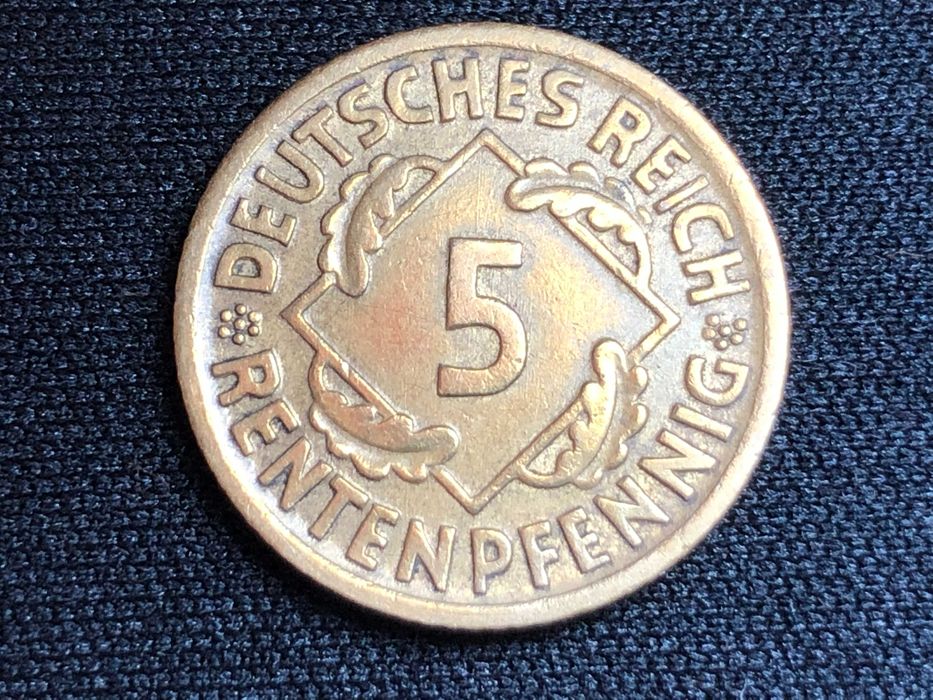 DEUTSCHES REICH
5
RENTENPFENNIG